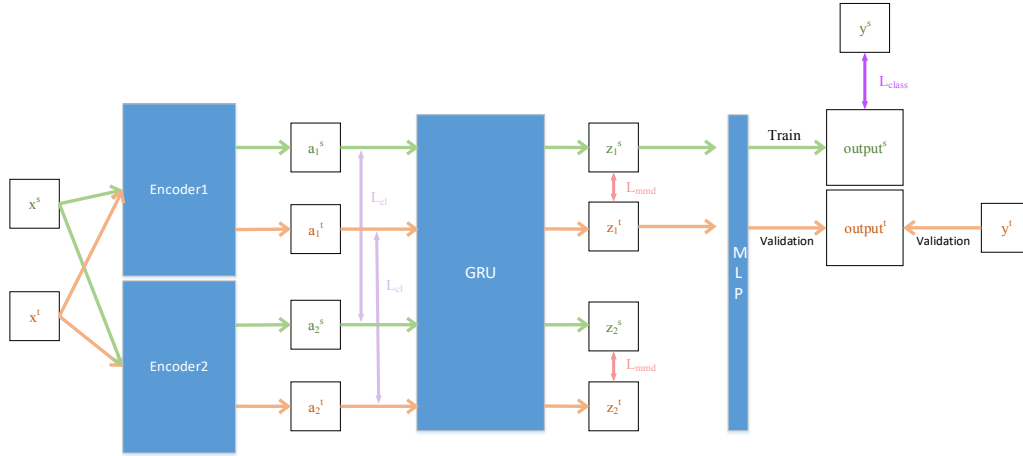 y^s
L_class
Train
a_1^s
z_1^s
output^s
Encoder1
x^s
L_cl
L_mmd
a_1^t
z_1^t
output^t
y^t
Validation
Validation
GRU
M
L
P
L_cl
x^t
a_2^s
z_2^s
Encoder2
L_mmd
a_2^t
z_2^t